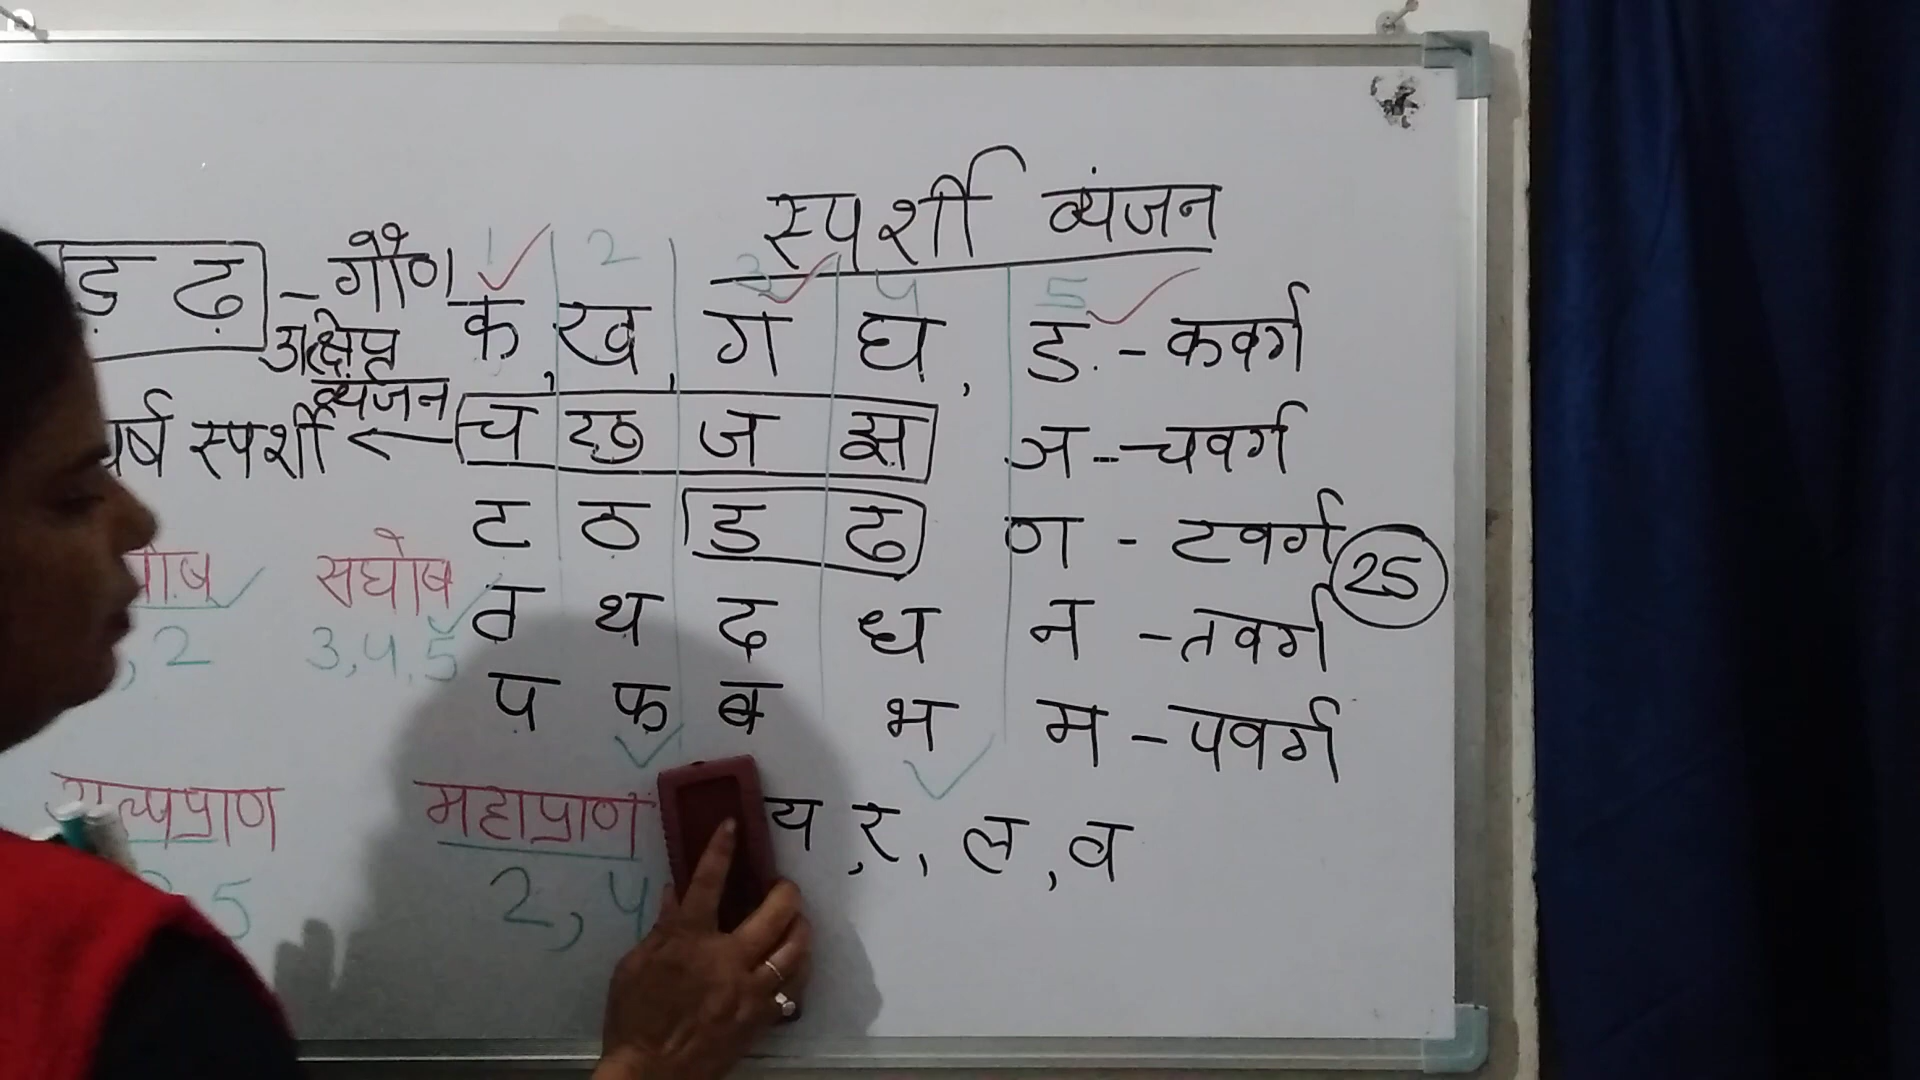 स्पर्शी व्यंजन
1 2 3 4 5
ड़ ढ़ - गौण
उत्क्षिप्त व्यंजन
क, ख, ग घ, ङ - कवर्ग
स्पर्शी ← च छ ज झ ञ - चवर्ग
ट ठ ड ढ ण - टवर्ग
25
सघोष
, 2 3,4,5
त थ द ध न - तवर्ग
प फ ब भ म - पवर्ग
महाप्राण य, र, ल, व
5 2, 4